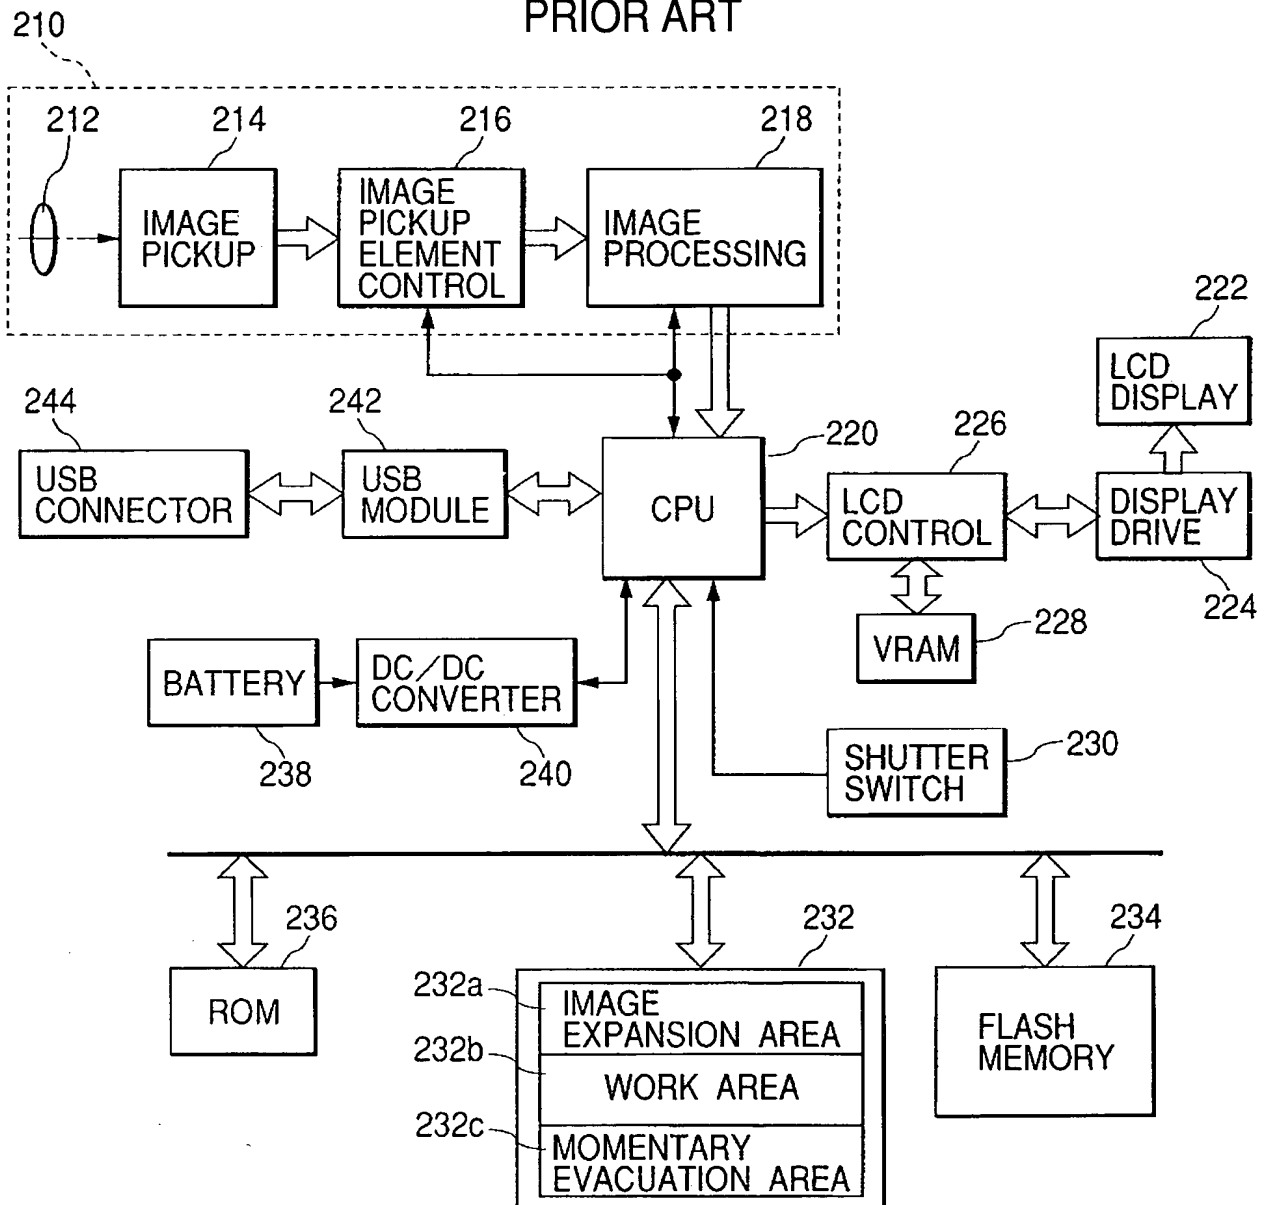 PRIOR ART
210
212
214
216
218
IMAGE
PICKUP
IMAGE
PICKUP
ELEMENT
CONTROL
IMAGE
PROCESSING
222
LCD
DISPLAY
244
242
220
226
USB
CONNECTOR
USB
MODULE
CPU
LCD
CONTROL
DISPLAY
DRIVE
224
VRAM
228
BATTERY
DC/DC
CONVERTER
238
240
SHUTTER
SWITCH
230
236
232
234
ROM
232a
IMAGE
EXPANSION AREA
232b
WORK AREA
232c
MOMENTARY
EVACUATION AREA
FLASH
MEMORY